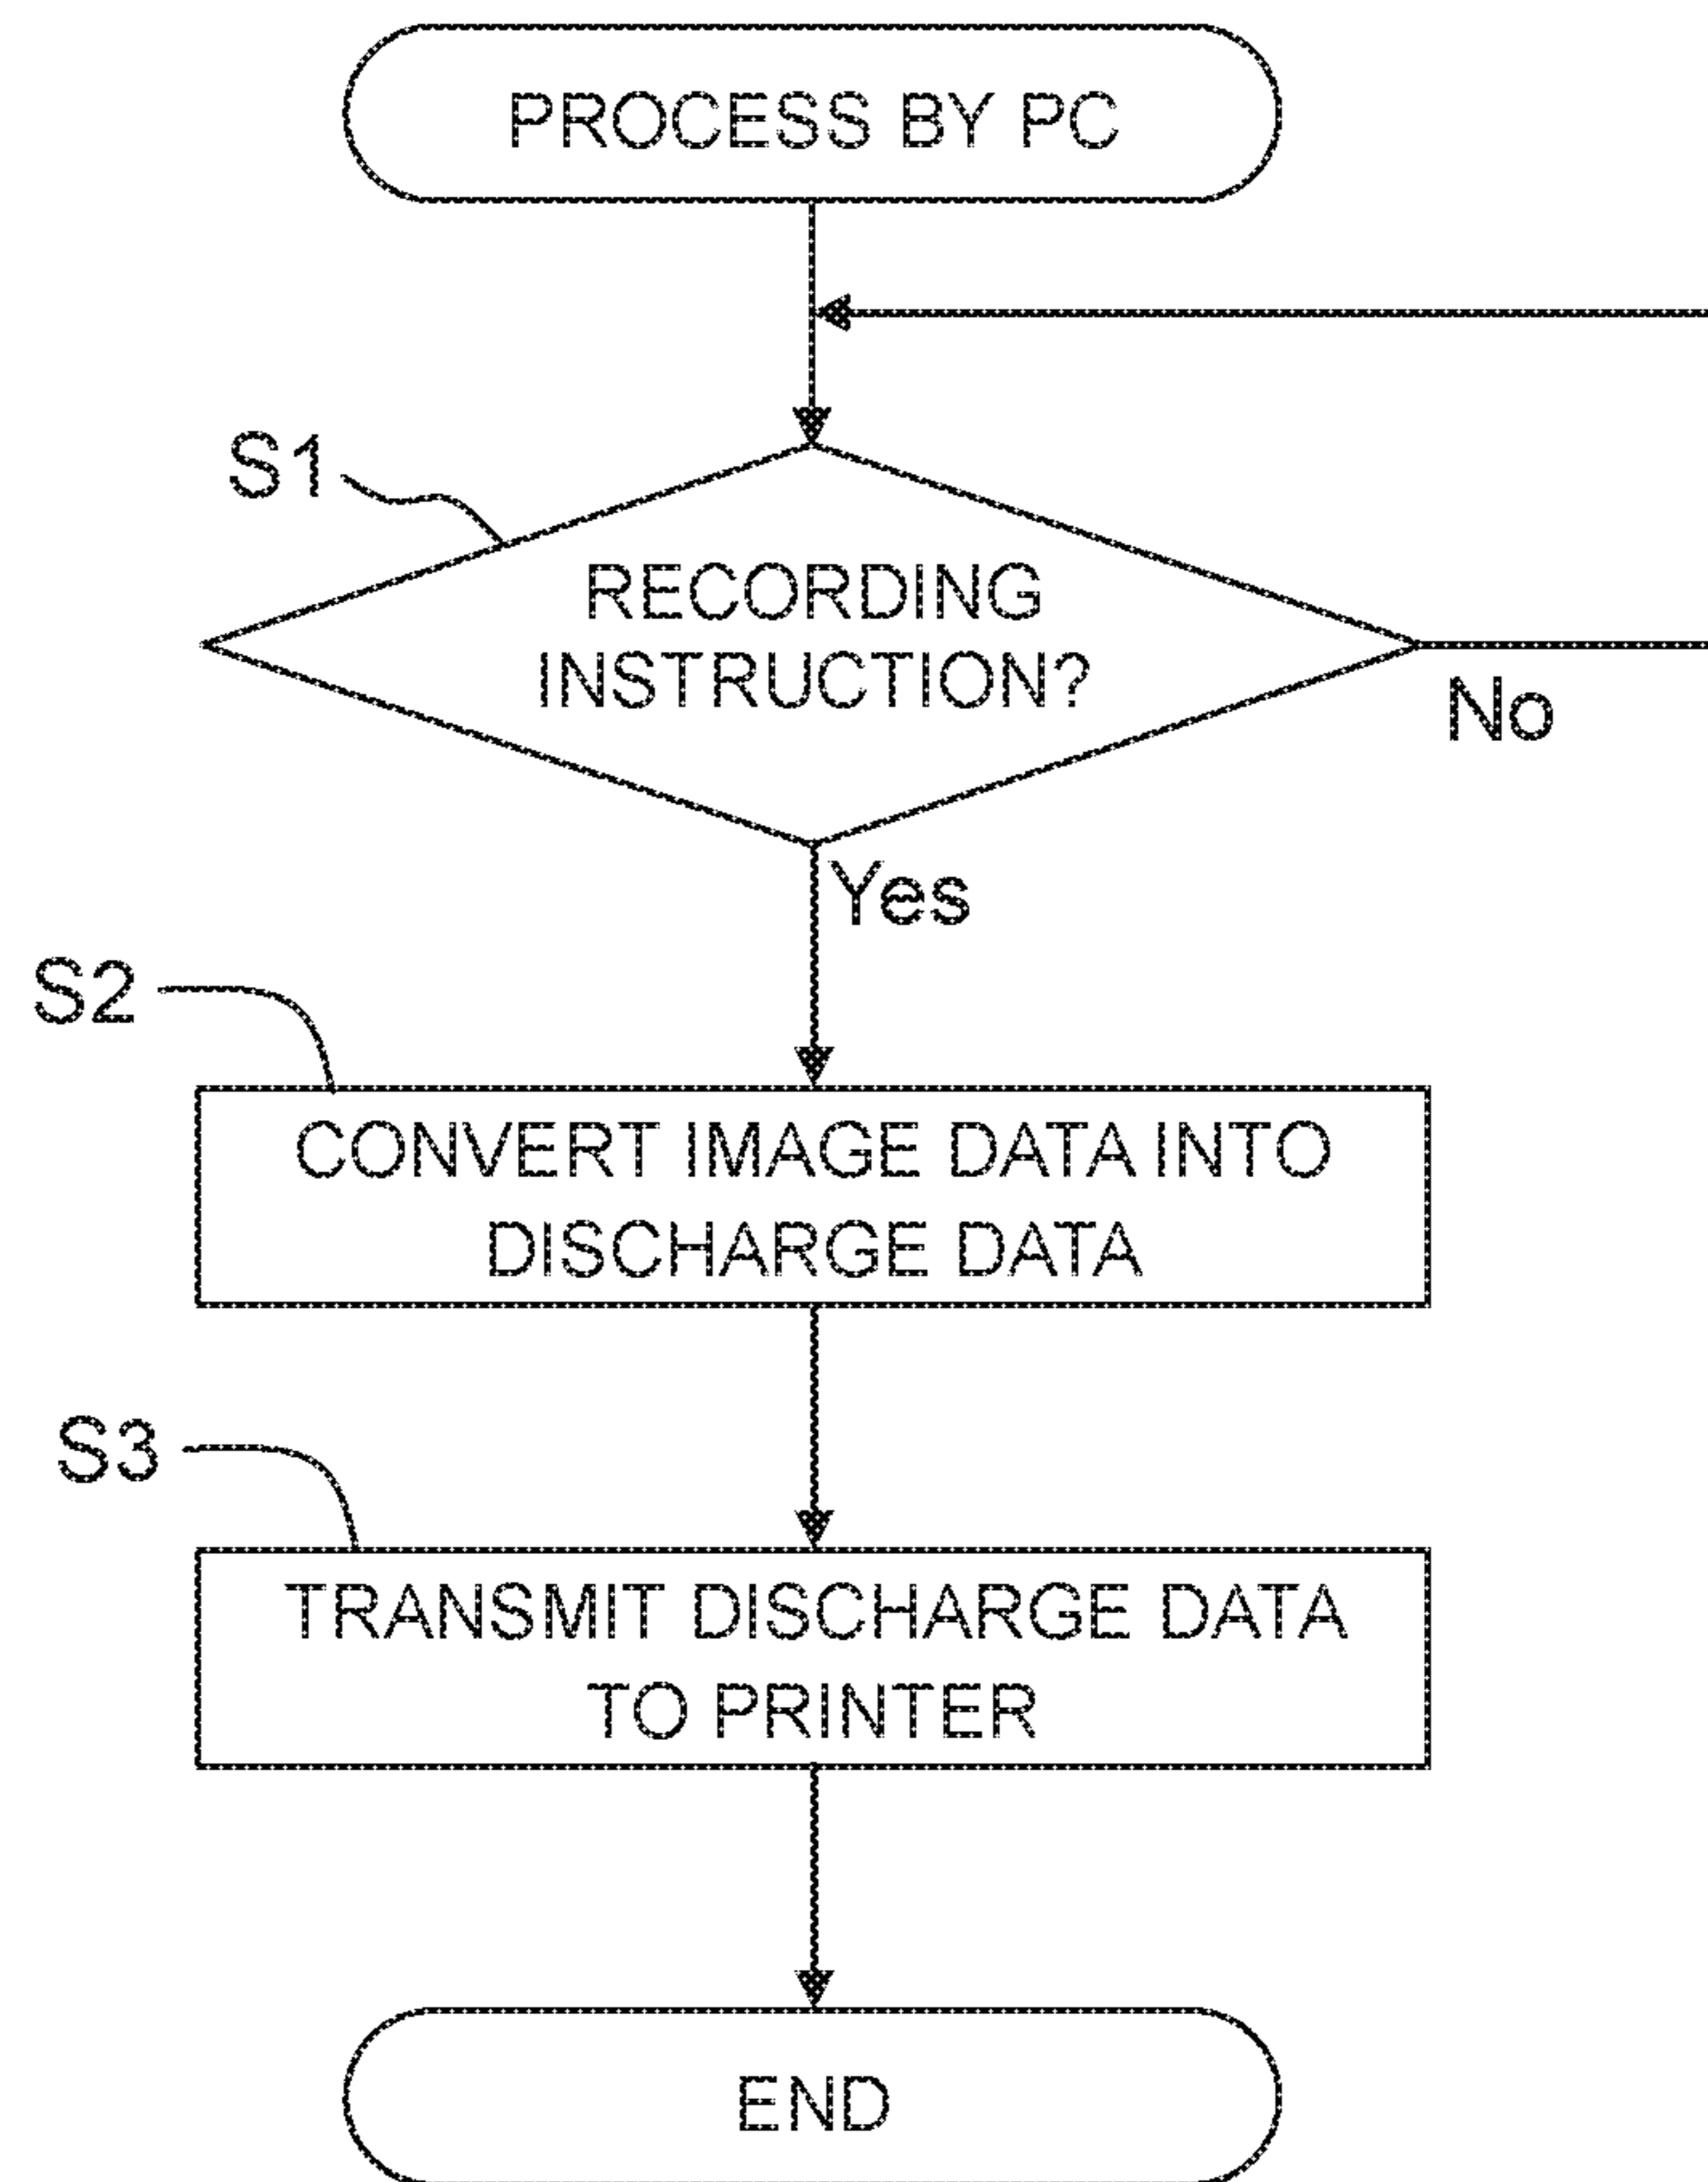 PROCESS BY PC
S1
RECORDING
INSTRUCTION?
No
Yes
S2
CONVERT IMAGE DATA INTO
DISCHARGE DATA
S3
TRANSMIT DISCHARGE DATA
TO PRINTER
END